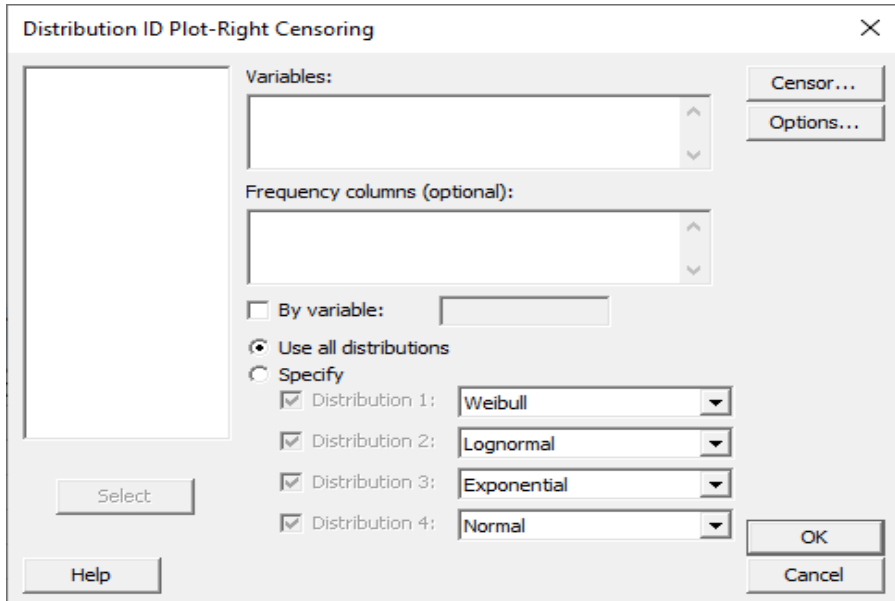 Distribution ID Plot-Right Censoring
Variables:
Censor...
Options...
Frequency columns (optional):
By variable:
Use all distributions
Specify
Distribution 1: Weibull
Distribution 2: Lognormal
Distribution 3: Exponential
Distribution 4: Normal
Select
OK
Help
Cancel